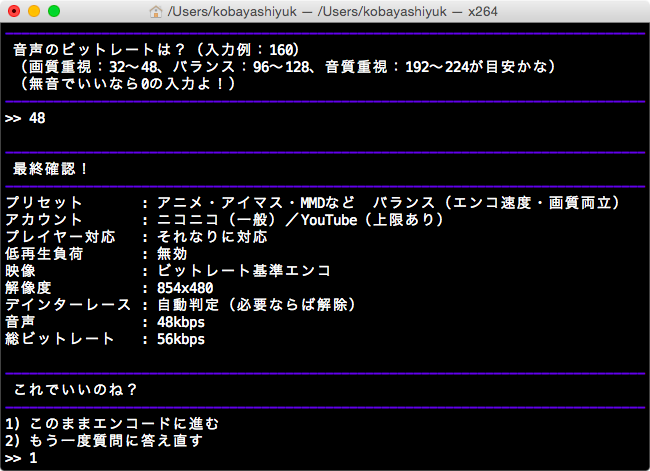 /Users/kobayashiyuk — /Users/kobayashiyuk — x264
音声のビットレートは？（入力例：160）
（画質重視：32〜48、バランス：96〜128、音質重視：192〜224が目安かな）
（無音でいいなら0の入力よ！）
>> 48
最終確認！
プリセット : アニメ・アイマス・MMDなど バランス（エンコ速度・画質両立）
アカウント : ニコニコ（一般）／YouTube（上限あり）
プレイヤー対応 : それなりに対応
低再生負荷 : 無効
映像 : ビットレート基準エンコ
解像度 : 854x480
デインターレース : 自動判定（必要ならば解除）
音声 : 48kbps
総ビットレート : 56kbps
これでいいのね？
1) このままエンコードに進む
2) もう一度質問に答え直す
>> 1